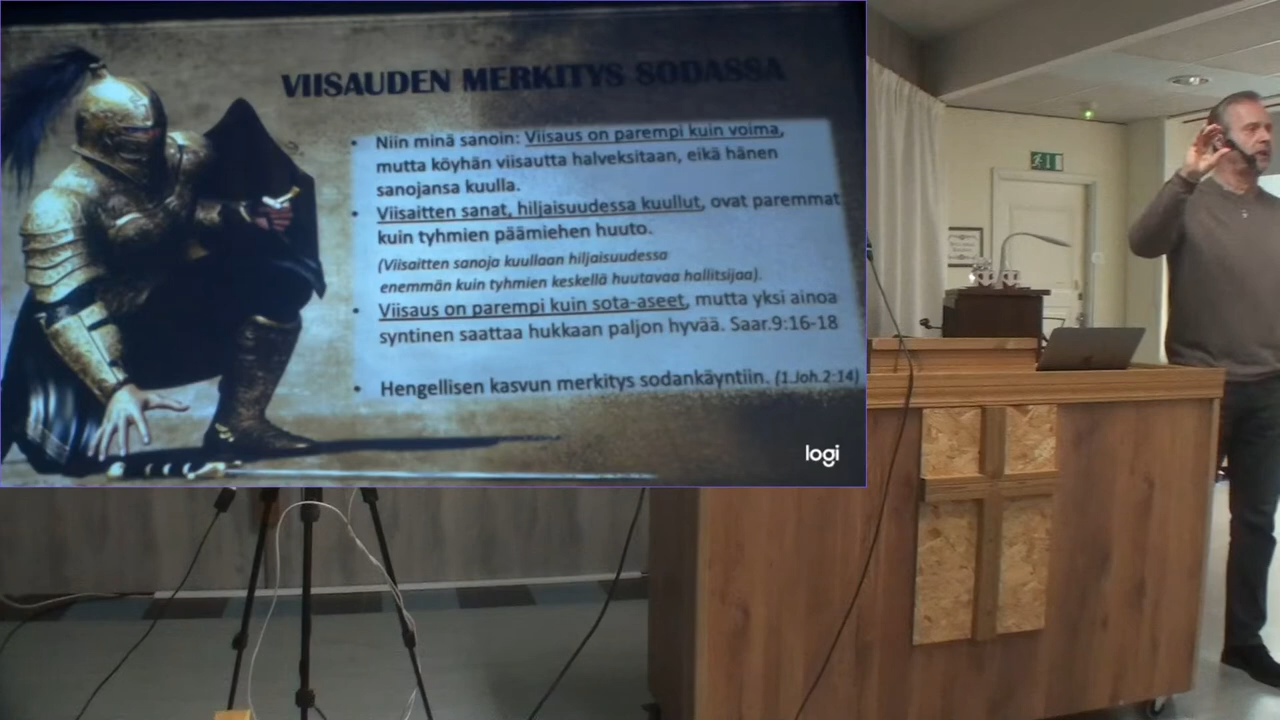 VIISAUDEN MERKITYS SODASSA
• Niin minä sanoin: Viisaus on parempi kuin voima,
mutta köyhän viisautta halveksitaan, eikä hänen
sanojansa kuulla.
• Viisaitten sanat, hiljaisuudessa kuullut, ovat paremmat
kuin tyhmien päämiehen huuto.
(Viisaitten sanoja kuullaan hiljaisuudessa
enemmän kuin tyhmien keskellä huutavaa hallitsijaa).
• Viisaus on parempi kuin sota-aseet, mutta yksi ainoa
syntinen saattaa hukkaan paljon hyvää. Saar.9:16-18
• Hengellisen kasvun merkitys sodankäyntiin. (1.Joh.2:14)
logi